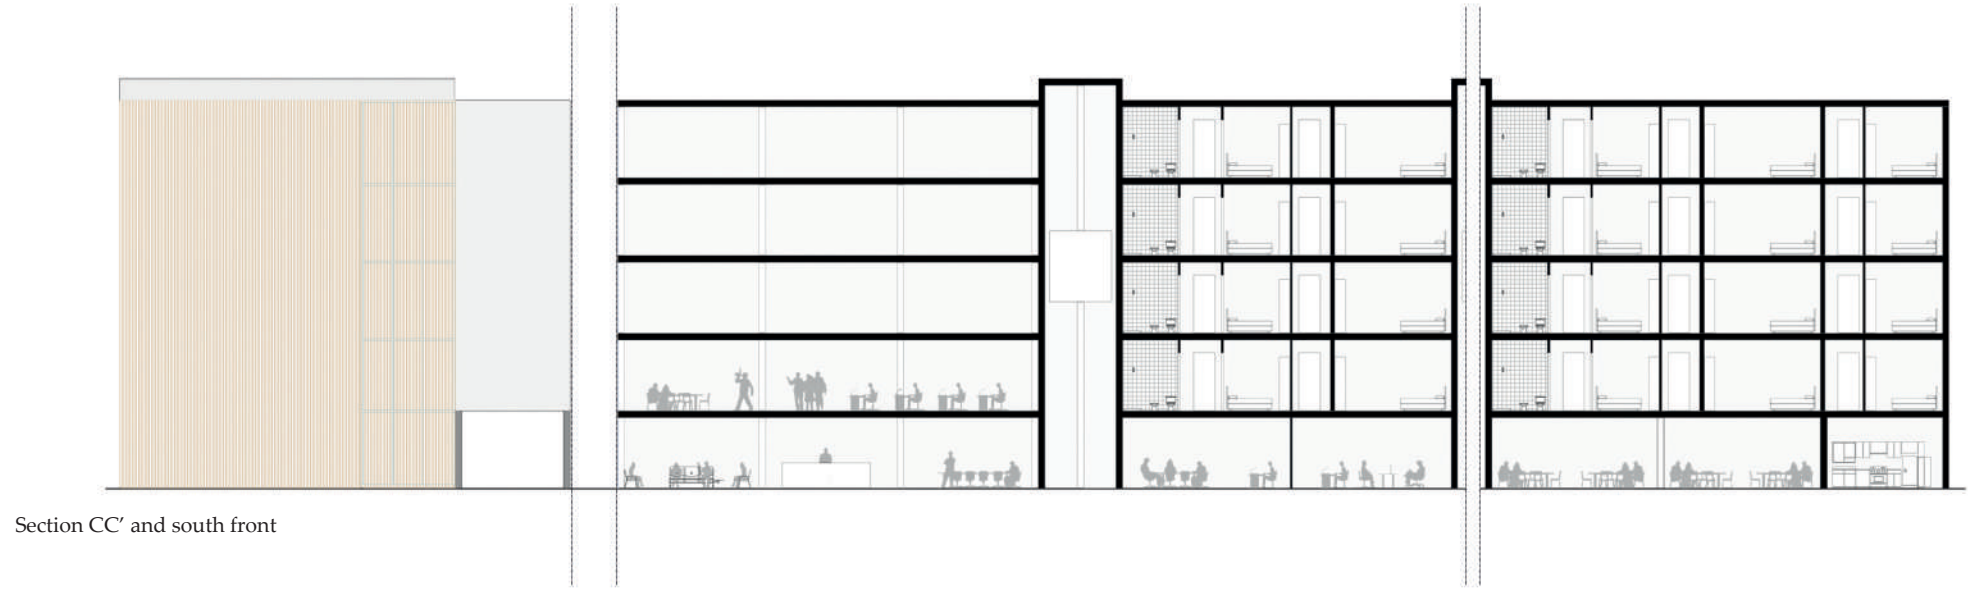 Section CC’ and south front